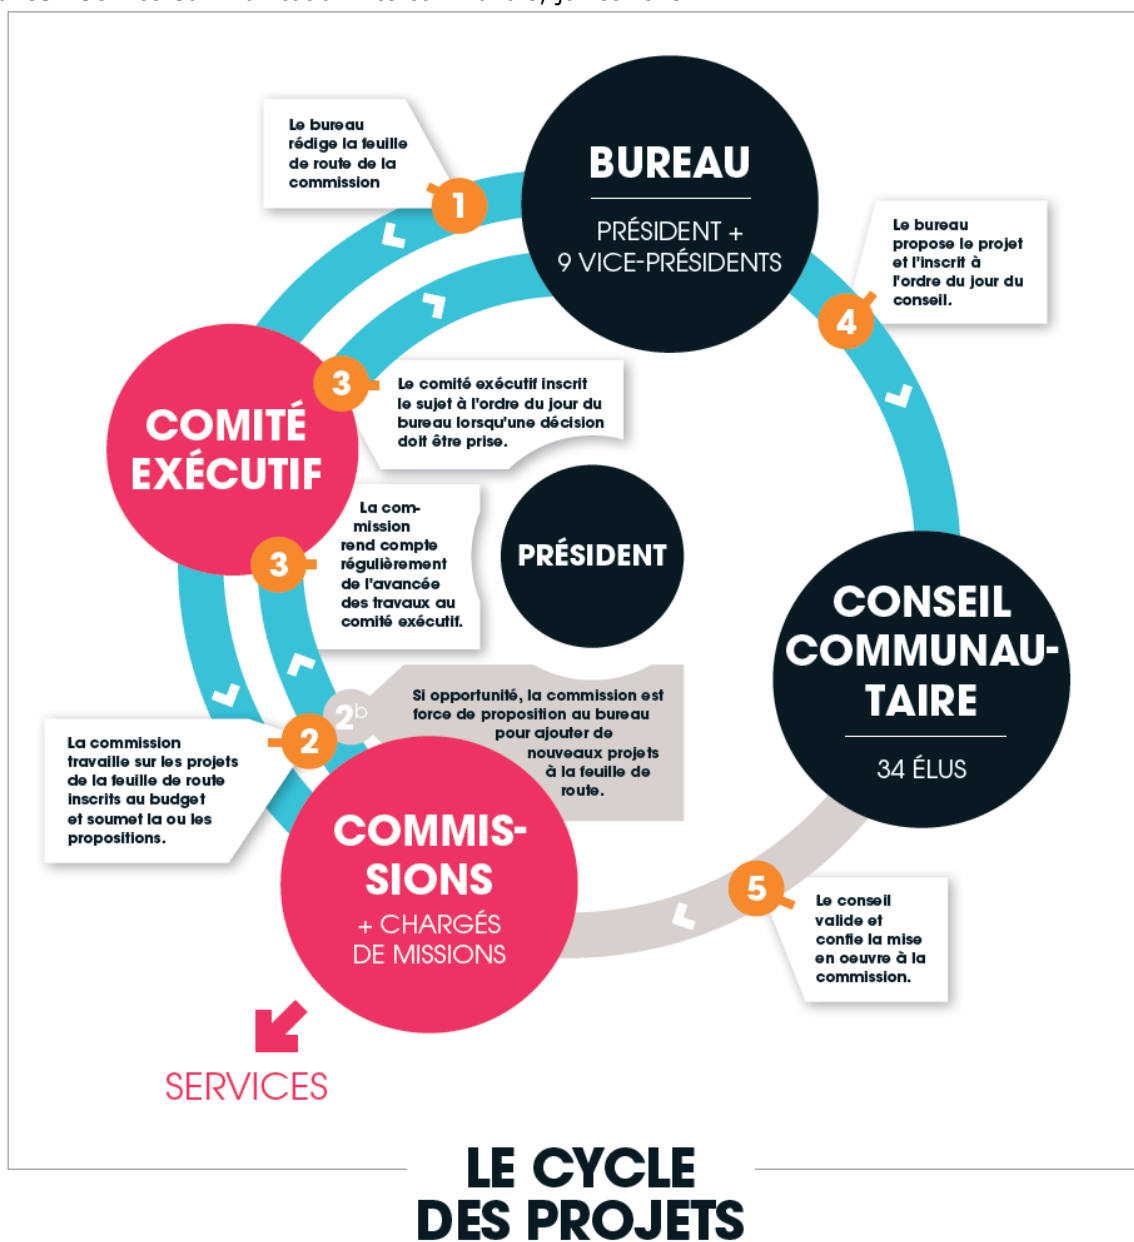 Le bureau
rédige la feuille
de route de la
commission
1
BUREAU
PRÉSIDENT +
9 VICE-PRÉSIDENTS
Le bureau
propose le projet
et l'inscrit à
l'ordre du jour du
conseil.
4
3
Le comité exécutif inscrit
le sujet à l'ordre du jour du
bureau lorsqu'une décision
doit être prise.
COMITÉ
EXÉCUTIF
3
La com-
mission
rend compte
régulièrement
de l'avancée
des travaux au
comité exécutif.
PRÉSIDENT
CONSEIL
COMMUNAU-
TAIRE
34 ÉLUS
2b
Si opportunité, la commission est
force de proposition au bureau
pour ajouter de
nouveaux projets
à la feuille de
route.
2
La commission
travaille sur les projets
de la feuille de route
inscrits au budget
et soumet la ou les
propositions.
COMMIS-
SIONS
+ CHARGÉS
DE MISSIONS
5
Le conseil
valide et
confie la mise
en oeuvre à la
commission.
SERVICES
LE CYCLE
DES PROJETS